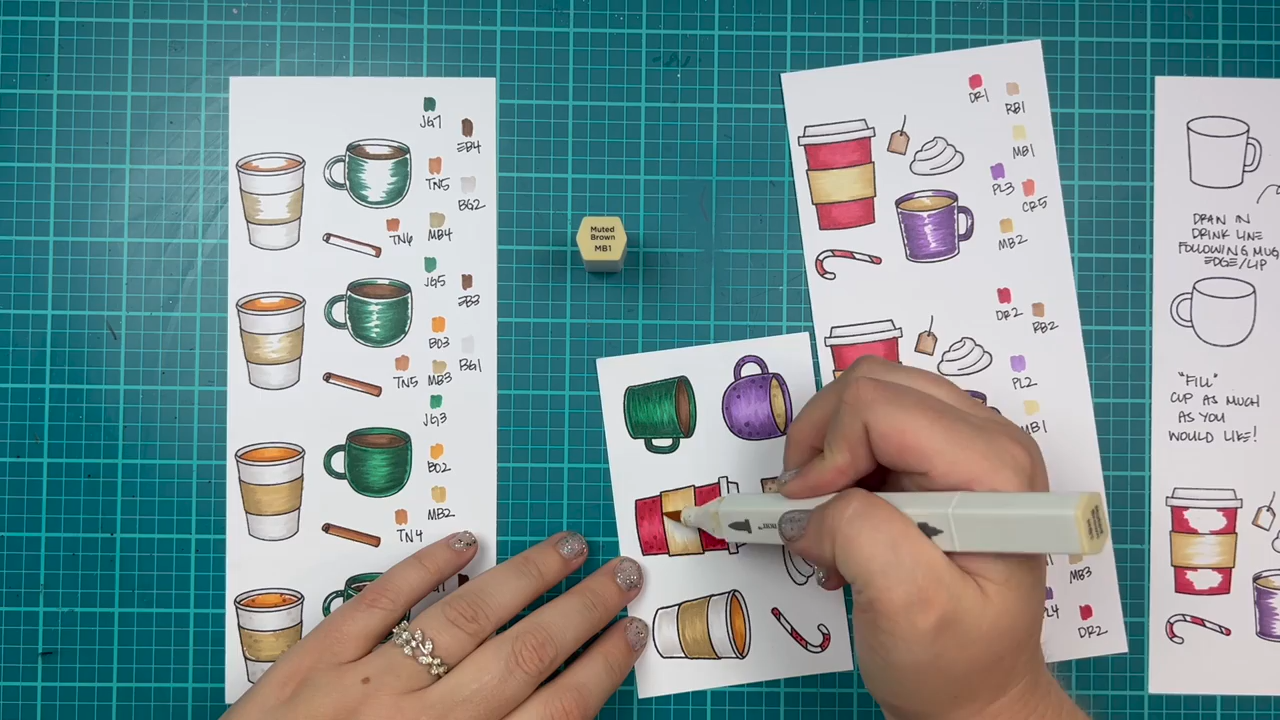 JG7
EB4
TN5
BG2
TN6
MB4
JG5
EB3
BO3
BG1
TN5
MB3
JG3
BO2
MB2
TN4
Muted
Brown
MB1
DR1
RB1
MB1
PL3
CR5
MB2
DR2
RB2
PL2
MB1
MB3
DR2
DRAW IN
DRINK LINE
FOLLOWING MUG
EDGE/LIP
"FILL"
CUP AS MUCH
AS YOU
WOULD LIKE!